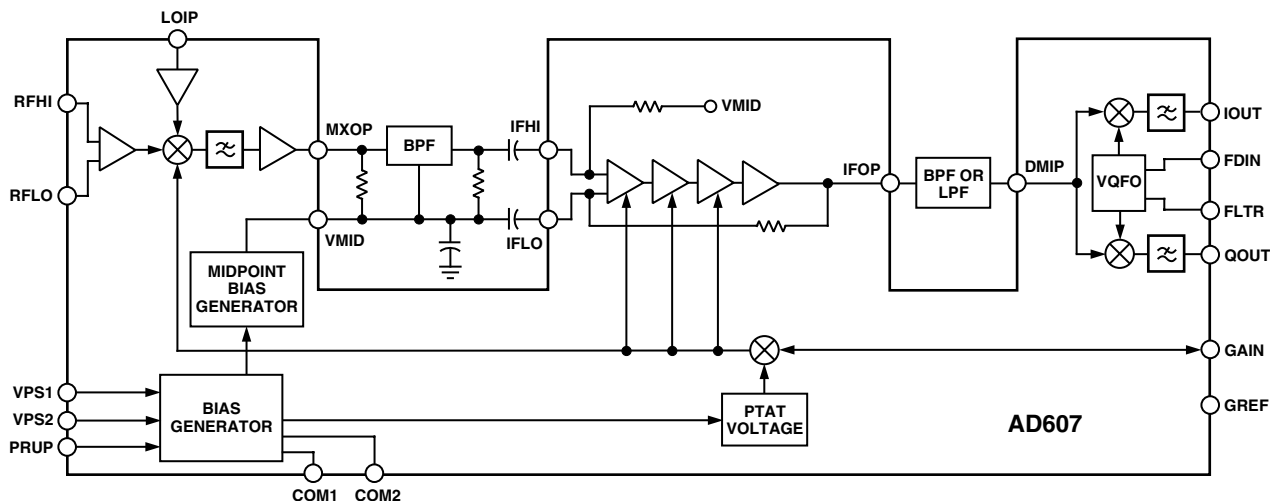 LOIP
RFHI
RFLO
MXOP
BPF
IFHI
VMID
IFOP
BPF OR
LPF
DMIP
VQFO
IOUT
FDIN
FLTR
QOUT
VMID
IFLO
MIDPOINT
BIAS
GENERATOR
GAIN
VPS1
VPS2
PRUP
BIAS
GENERATOR
PTAT
VOLTAGE
GREF
AD607
COM1
COM2